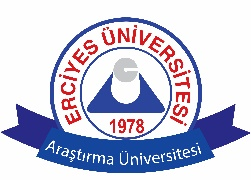 ERCİYES ÜNİVERSİTESİ
1978
Araştırma Üniversitesi